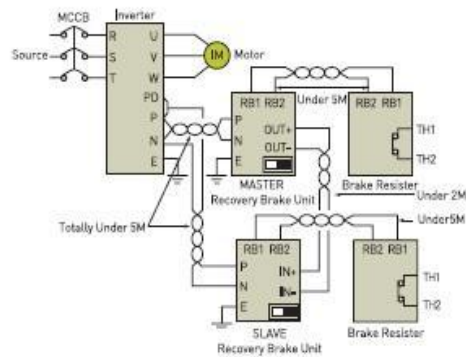 MCCB
Inverter
Source
R
S
T
U
V
W
IM
Motor
PD
P
N
E
RB1 RB2
Under 5M
RB2 RB1
P
N
E
OUT+
OUT-
TH1
TH2
MASTER
Recovery Brake Unit
Brake Resister
Under 2M
Totally Under 5M
Under5M
RB1 RB2
RB2 RB1
P
N
E
IN+
IN-
TH1
TH2
SLAVE
Recovery Brake Unit
Brake Resister